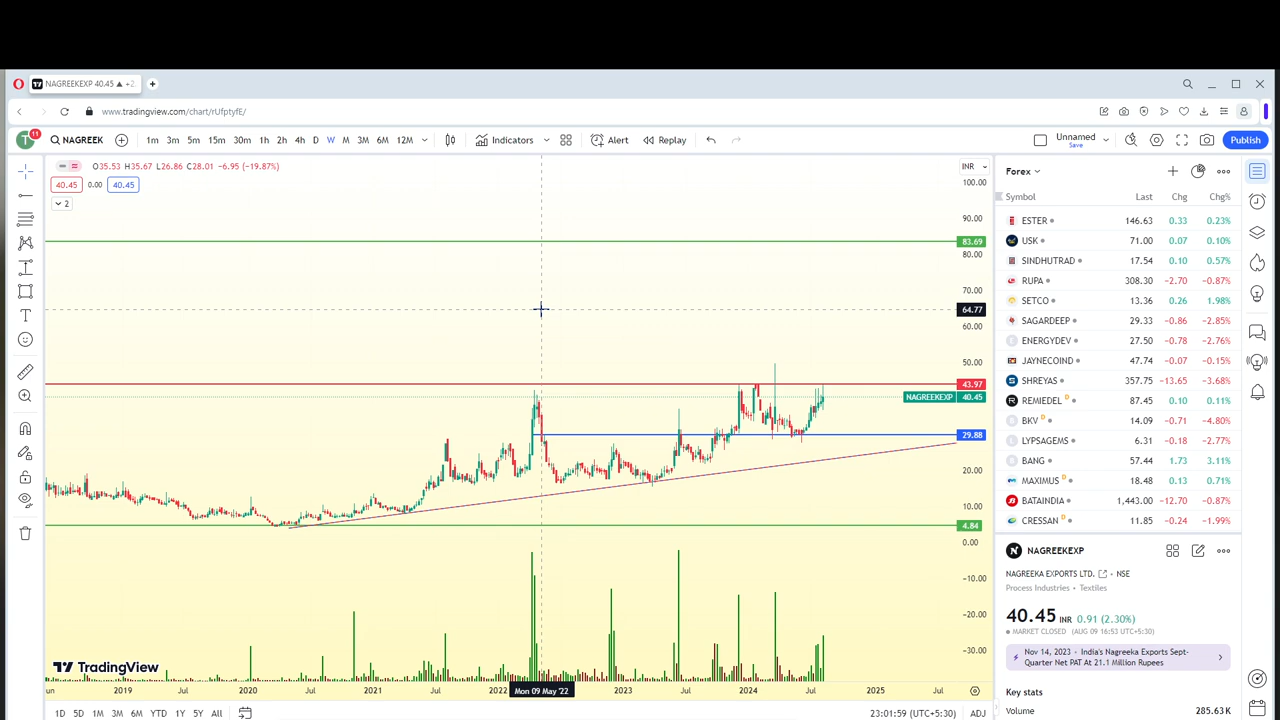 NAGREEKEXP 40.45 ▲ +2
www.tradingview.com/chart/rUfptyfE/
T 11 NAGREEK 1m 3m 5m 15m 30m 1h 2h 4h D W M 3M 6M 12M Indicators Alert Replay Unnamed Save Publish
O35.53 H35.67 L26.86 C28.01 −6.95 (−19.87%)
40.45 0.00 40.45
2
INR
100.00
90.00
83.69
80.00
70.00
64.77
60.00
50.00
43.97
NAGREEKEXP 40.45
29.88
20.00
10.00
4.84
0.00
−10.00
−20.00
−30.00
TradingView
un 2019 Jul 2020 Jul 2021 Jul 2022 Mon 09 May '22 2023 Jul 2024 Jul 2025 Jul
1D 5D 1M 3M 6M YTD 1Y 5Y All 23:01:59 (UTC+5:30) ADJ
Forex
Symbol Last Chg Chg%
ESTER 146.63 0.33 0.23%
USK 71.00 0.07 0.10%
SINDHUTRAD 17.54 0.10 0.57%
RUPA 308.30 −2.70 −0.87%
SETCO 13.36 0.26 1.98%
SAGARDEEP 29.33 −0.86 −2.85%
ENERGYDEV 27.50 −0.78 −2.76%
JAYNECOIND 47.74 −0.07 −0.15%
SHREYAS 357.75 −13.65 −3.68%
REMIEDEL D 87.45 0.10 0.11%
BKV D 14.09 −0.71 −4.80%
LYPSAGEMS 6.31 −0.18 −2.77%
BANG 57.44 1.73 3.11%
MAXIMUS D 18.48 0.13 0.71%
BATAINDIA 1,443.00 −12.70 −0.87%
CRESSAN D 11.85 −0.24 −1.99%
N NAGREEKEXP
NAGREEKA EXPORTS LTD. • NSE
Process Industries • Textiles
40.45 INR 0.91 (2.30%)
MARKET CLOSED (AUG 09 16:53 UTC+5:30)
Nov 14, 2023 • India's Nagreeka Exports Sept-
Quarter Net PAT At 21.1 Million Rupees
Key stats
Volume 285.63 K